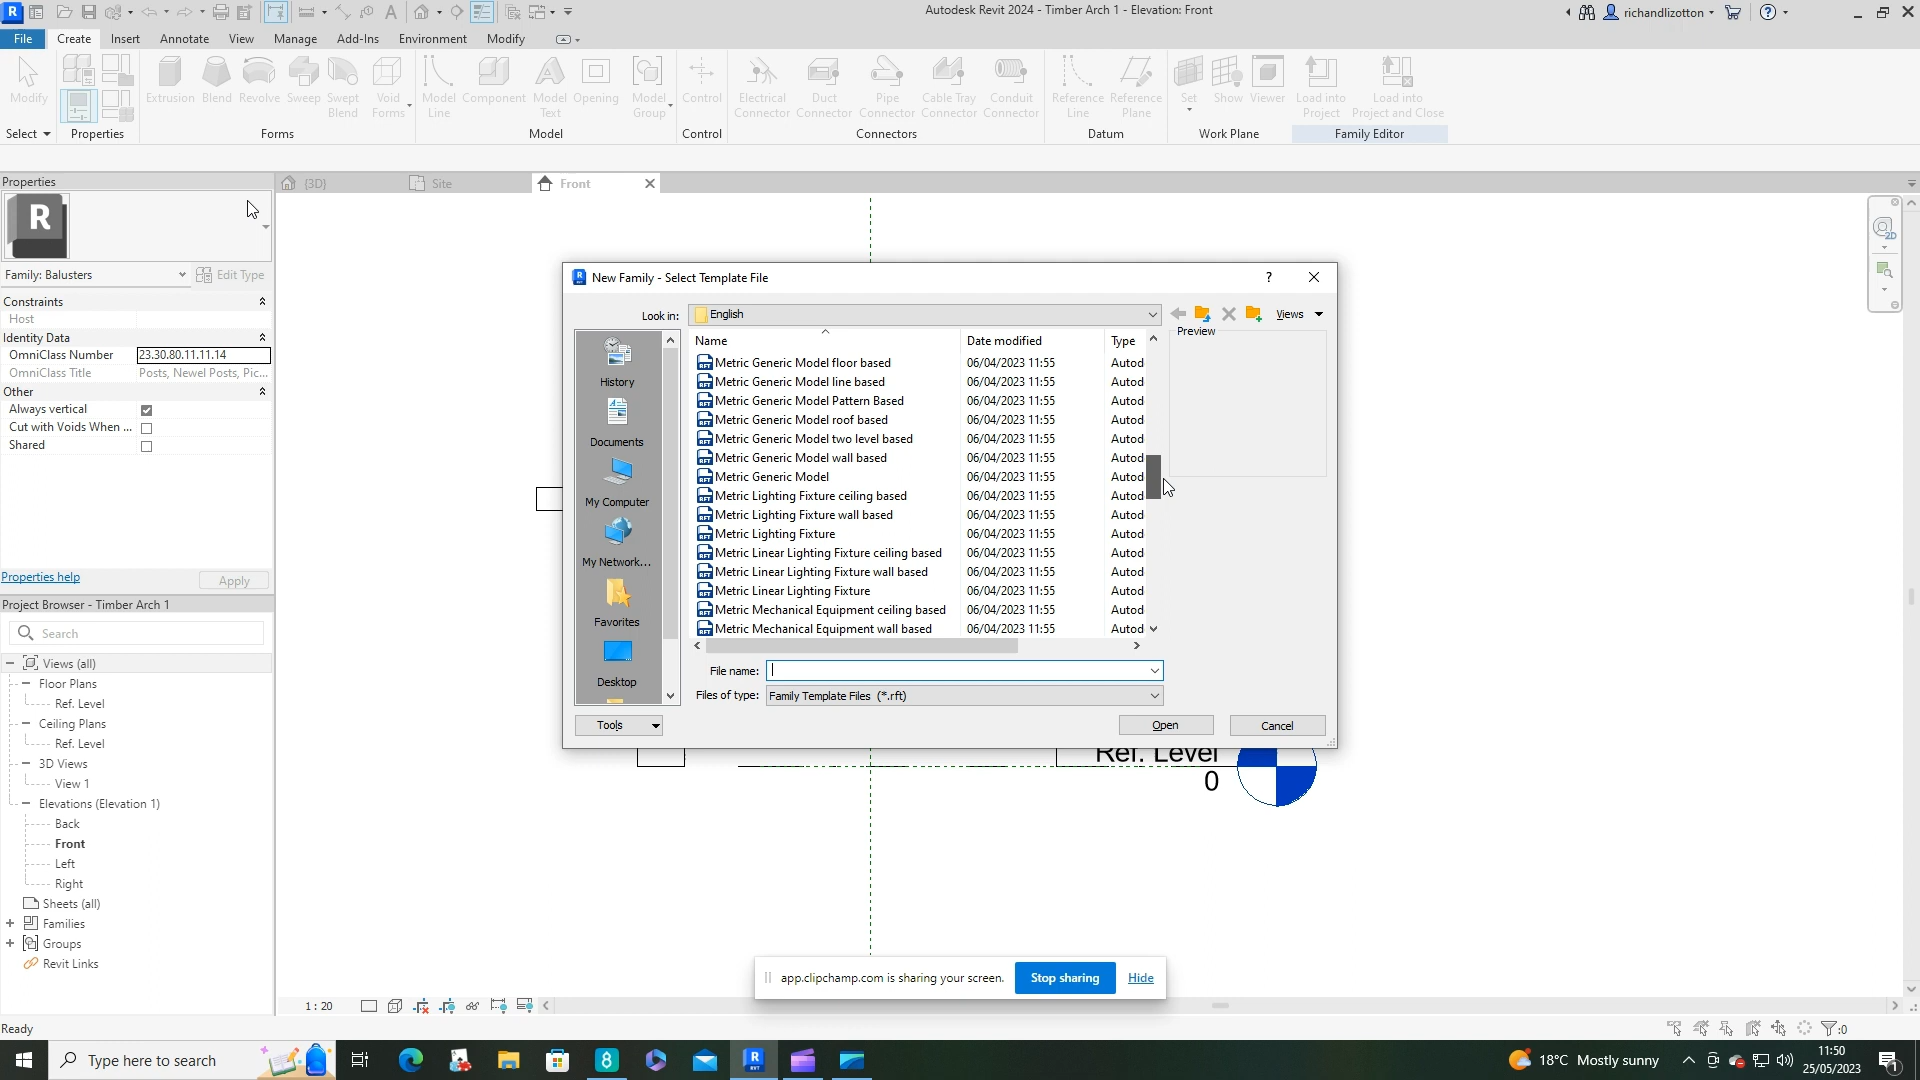 Autodesk Revit 2024 - Timber Arch 1 - Elevation: Front
richandlizotton
File
Create
Insert
Annotate
View
Manage
Add-Ins
Environment
Modify
Modify
Extrusion
Blend
Revolve
Sweep
Swept Blend
Void Forms
Model Line
Component
Model Text
Opening
Model Group
Control
Electrical Connector
Duct Connector
Pipe Connector
Cable Tray Connector
Conduit Connector
Reference Line
Reference Plane
Set
Show
Viewer
Load into Project
Load into Project and Close
Select
Properties
Forms
Model
Control
Connectors
Datum
Work Plane
Family Editor
Properties
(3D)
Site
Front
R
Family: Balusters
Edit Type
Constraints
Host
Identity Data
OmniClass Number 23.30.80.11.11.14
OmniClass Title Posts, Newel Posts, Pic...
Other
Always vertical
Cut with Voids When ...
Shared
Properties help
Apply
Project Browser - Timber Arch 1
Search
Views (all)
Floor Plans
Ref. Level
Ceiling Plans
Ref. Level
3D Views
View 1
Elevations (Elevation 1)
Back
Front
Left
Right
Sheets (all)
Families
Groups
Revit Links
New Family - Select Template File
Look in: English
Views
Preview
History
Documents
My Computer
My Network...
Favorites
Desktop
Name Date modified Type
Metric Generic Model floor based 06/04/2023 11:55 Autod
Metric Generic Model line based 06/04/2023 11:55 Autod
Metric Generic Model Pattern Based 06/04/2023 11:55 Autod
Metric Generic Model roof based 06/04/2023 11:55 Autod
Metric Generic Model two level based 06/04/2023 11:55 Autod
Metric Generic Model wall based 06/04/2023 11:55 Autod
Metric Generic Model 06/04/2023 11:55 Autod
Metric Lighting Fixture ceiling based 06/04/2023 11:55 Autod
Metric Lighting Fixture wall based 06/04/2023 11:55 Autod
Metric Lighting Fixture 06/04/2023 11:55 Autod
Metric Linear Lighting Fixture ceiling based 06/04/2023 11:55 Autod
Metric Linear Lighting Fixture wall based 06/04/2023 11:55 Autod
Metric Linear Lighting Fixture 06/04/2023 11:55 Autod
Metric Mechanical Equipment ceiling based 06/04/2023 11:55 Autod
Metric Mechanical Equipment wall based 06/04/2023 11:55 Autod
File name:
Files of type: Family Template Files (*.rft)
Tools
Open
Cancel
Ref. Level
0
app.clipchamp.com is sharing your screen.
Stop sharing
Hide
1 : 20
Ready
:0
Type here to search
18°C Mostly sunny
11:50
25/05/2023